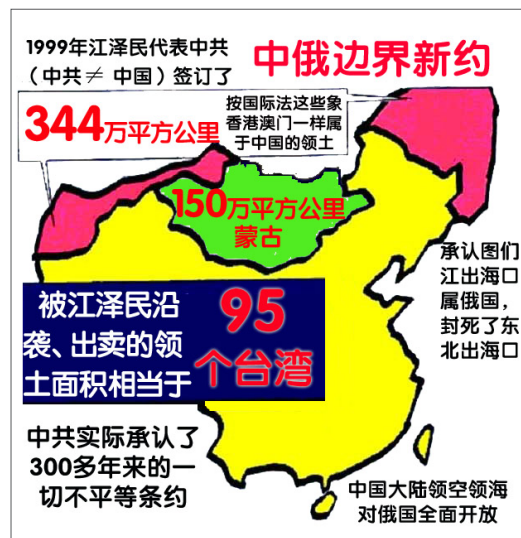 1999年江泽民代表中共
（中共≠ 中国）签订了
中俄边界新约
344万平方公里
按国际法这些象
香港澳门一样属
于中国的领土
150万平方公里
蒙古
承认图们
江出海口
属俄国，
封死了东
北出海口
被江泽民沿
袭、出卖的领
土面积相当于
95
个台湾
中共实际承认了
300多年来的一
切不平等条约
中国大陆领空领海
对俄国全面开放